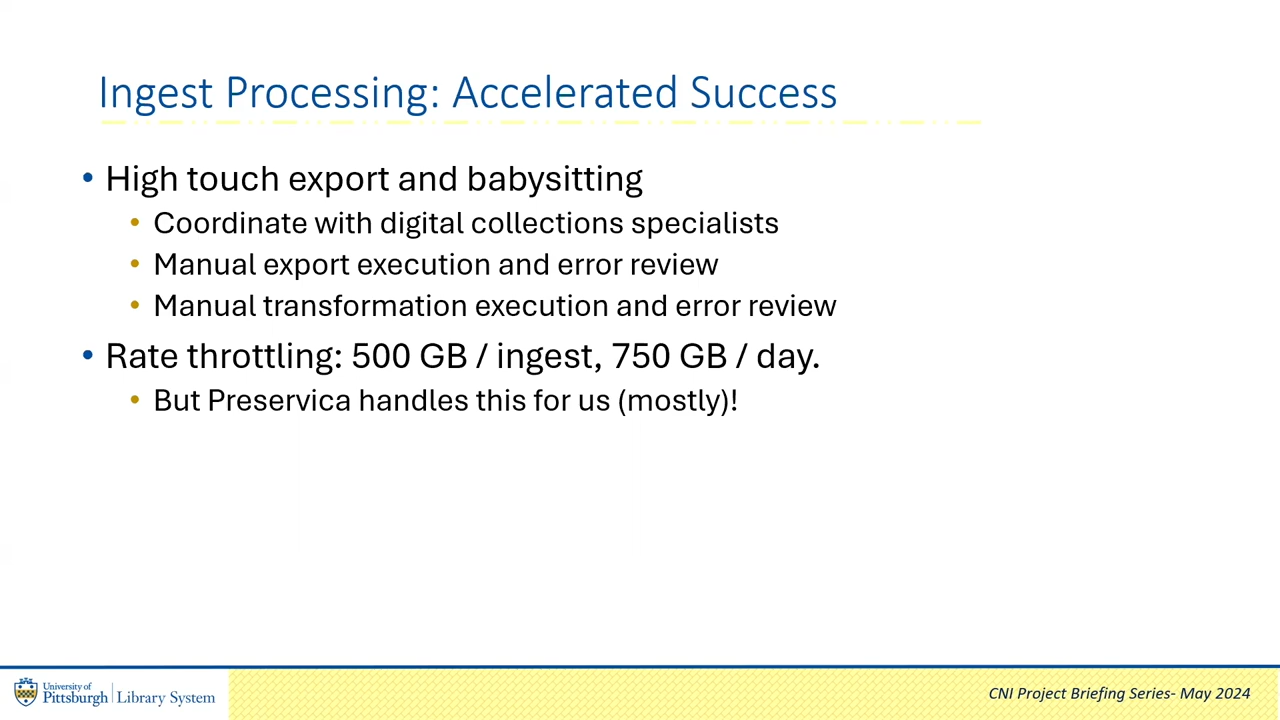 Ingest Processing: Accelerated Success
• High touch export and babysitting
• Coordinate with digital collections specialists
• Manual export execution and error review
• Manual transformation execution and error review
• Rate throttling: 500 GB / ingest, 750 GB / day.
• But Preservica handles this for us (mostly)!
University of
Pittsburgh | Library System
CNI Project Briefing Series- May 2024